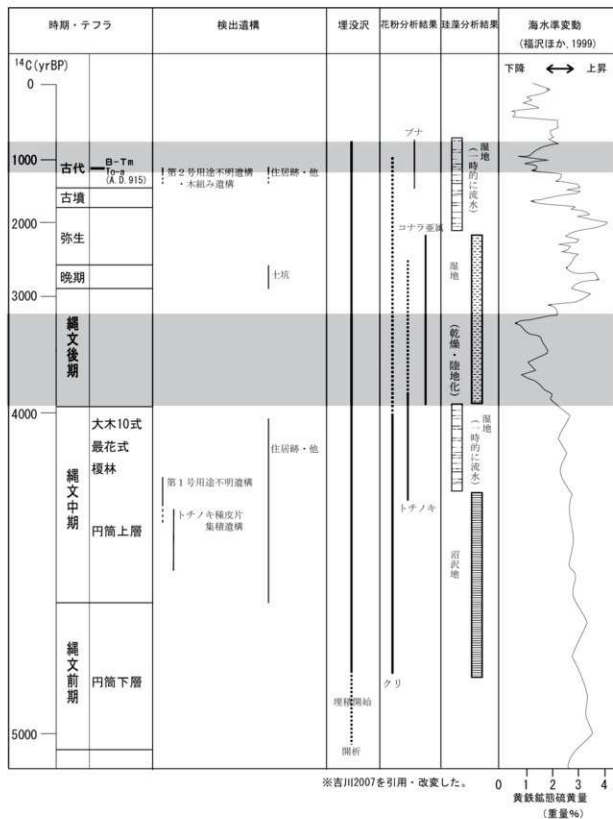 時期・テフラ
検出遺構
埋没沢
花粉分析結果
珪藻分析結果
海水準変動
(福沢ほか,1999)
14C(yrBP)
下降 ⟷ 上昇
0
1000
2000
3000
4000
5000
古代
B-Tm
To-a
(A.D.915)
古墳
弥生
晩期
縄文後期
縄文中期
縄文前期
大木10式
最花式
榎林
円筒上層
円筒下層
第2号用途不明遺構
・木組み遺構
住居跡・他
土坑
住居跡・他
第1号用途不明遺構
トチノキ種皮片
集積遺構
埋積開始
開析
ブナ
コナラ亜属
トチノキ
クリ
湿地
(一時的に流水)
湿地
(乾燥・陸地化)
湿地
(一時的に流水)
沼沢地
※吉川2007を引用・改変した。
0 1 2 3 4
黄鉄鉱態硫黄量
(重量%)